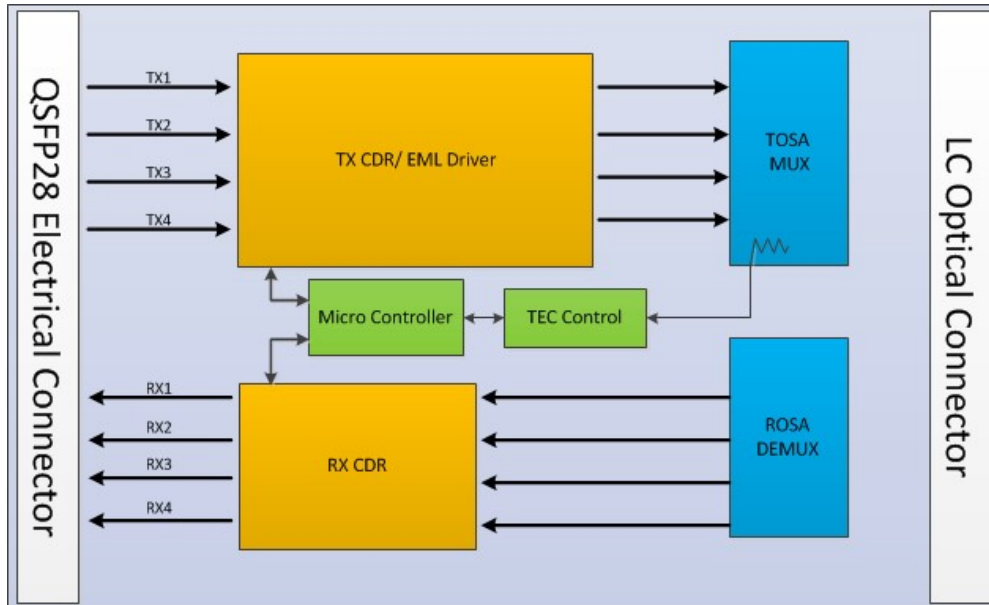 QSFP28 Electrical Connector
TX1
TX2
TX3
TX4
TX CDR/ EML Driver
TOSA
MUX
LC Optical Connector
Micro Controller
TEC Control
RX1
RX2
RX3
RX4
RX CDR
ROSA
DEMUX